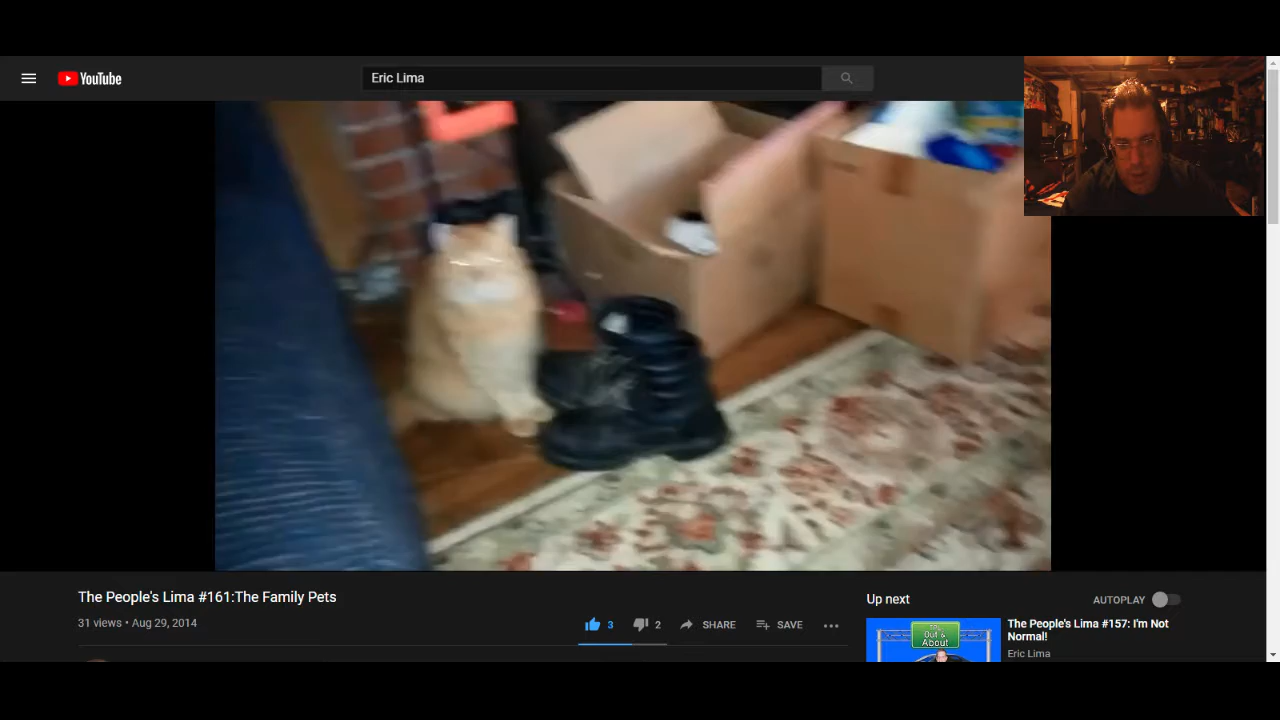 YouTube
Eric Lima
The People's Lima #161:The Family Pets
31 views • Aug 29, 2014
3
2
SHARE
SAVE
Up next
AUTOPLAY
Out &
About
The People's Lima #157: I'm Not
Normal!
Eric Lima